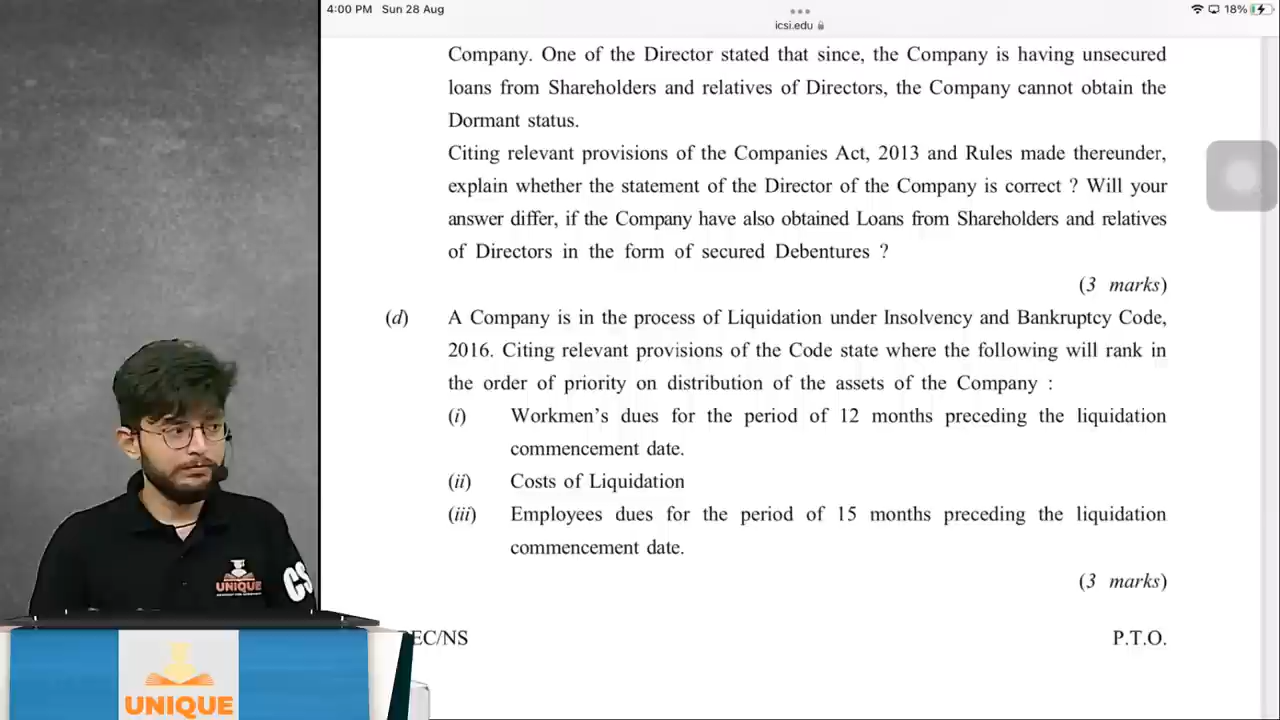 4:00 PM Sun 28 Aug
icsi.edu
18%
Company. One of the Director stated that since, the Company is having unsecured
loans from Shareholders and relatives of Directors, the Company cannot obtain the
Dormant status.
Citing relevant provisions of the Companies Act, 2013 and Rules made thereunder,
explain whether the statement of the Director of the Company is correct ? Will your
answer differ, if the Company have also obtained Loans from Shareholders and relatives
of Directors in the form of secured Debentures ?
(3 marks)
(d) A Company is in the process of Liquidation under Insolvency and Bankruptcy Code,
2016. Citing relevant provisions of the Code state where the following will rank in
the order of priority on distribution of the assets of the Company :
(i) Workmen's dues for the period of 12 months preceding the liquidation
commencement date.
(ii) Costs of Liquidation
(iii) Employees dues for the period of 15 months preceding the liquidation
commencement date.
(3 marks)
EC/NS P.T.O.
UNIQUE
CS
UNIQUE